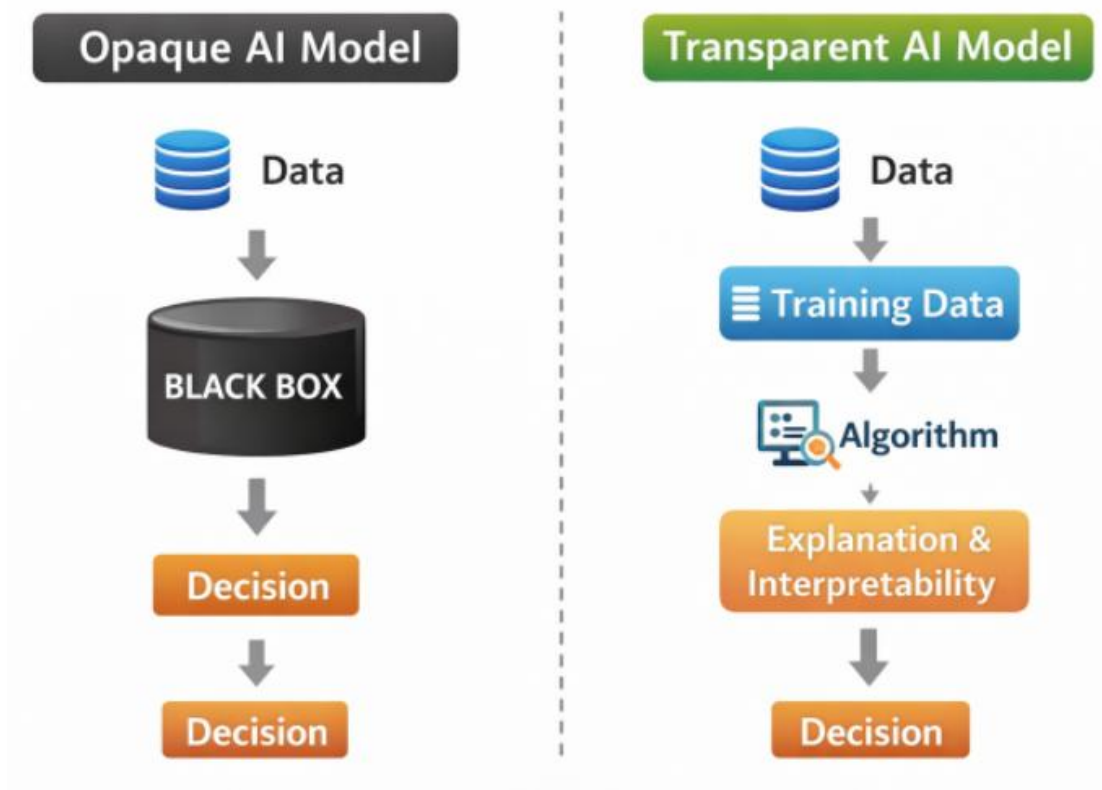 Opaque AI Model
Data
BLACK BOX
Decision
Decision
Transparent AI Model
Data
Training Data
Algorithm
Explanation &
Interpretability
Decision